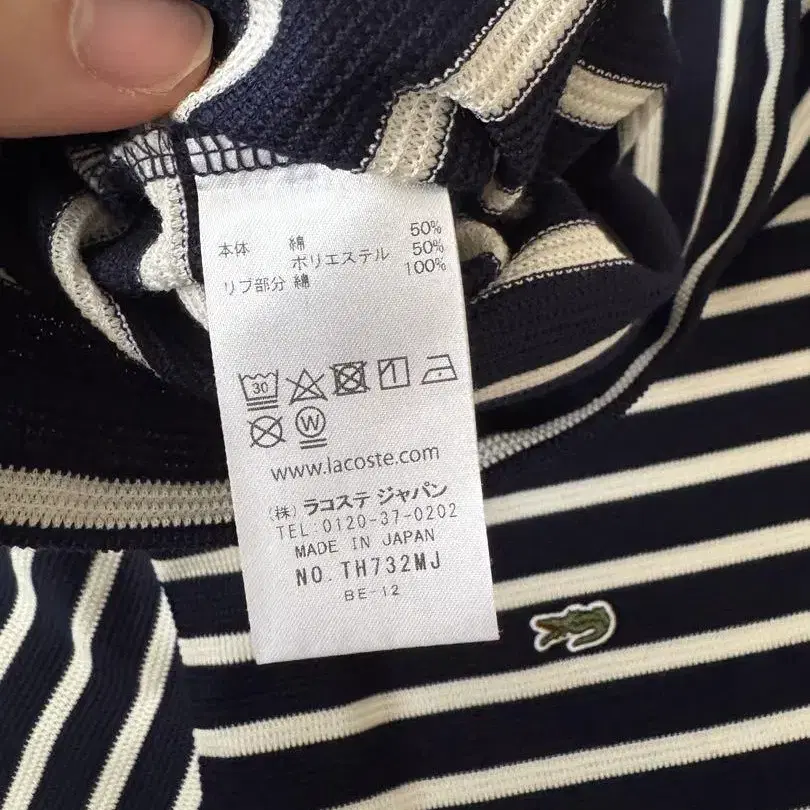 本体 綿 50%
ポリエステル 50%
リブ部分 綿 100%
30
W
www.lacoste.com
(株) ラコステ ジャパン
TEL.0120-37-0202
MADE IN JAPAN
NO. TH732MJ
BE-12